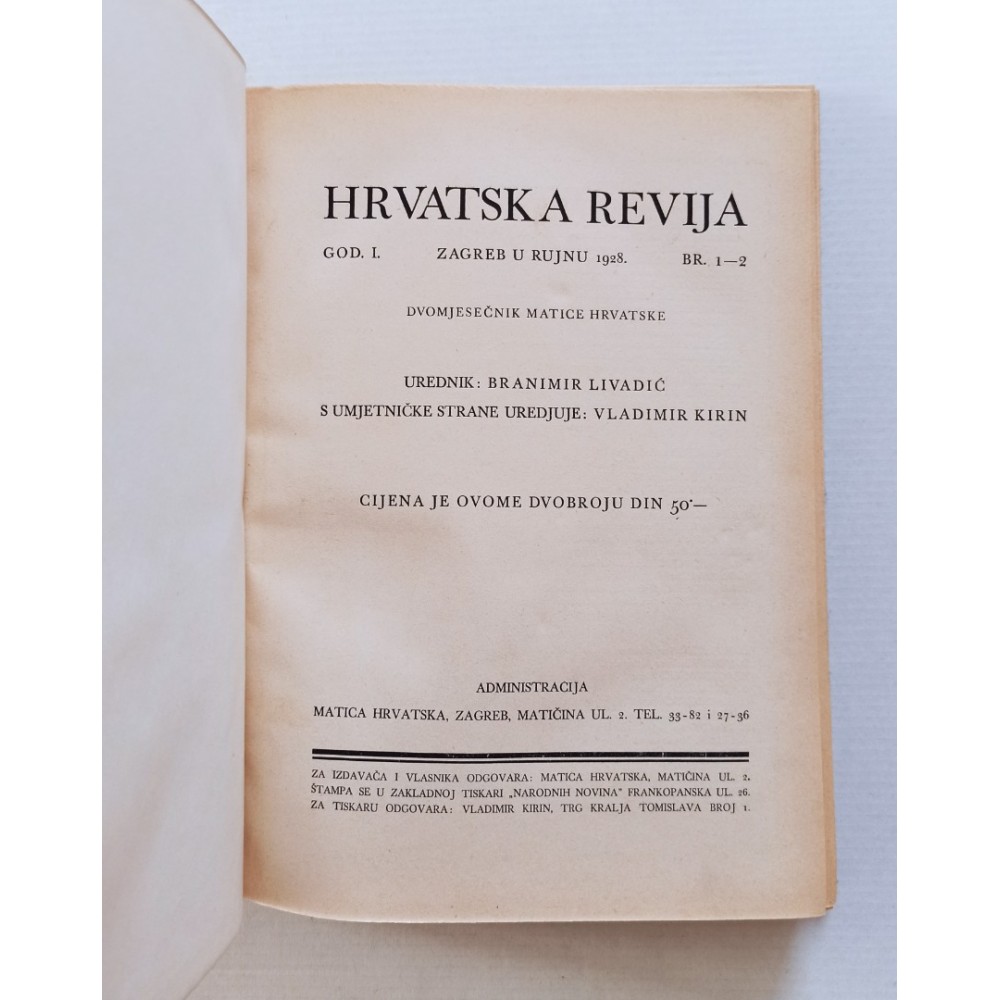 HRVATSKA REVIJA
GOD. I. ZAGREB U RUJNU 1928. BR. 1—2
DVOMJESEČNIK MATICE HRVATSKE
UREDNIK: BRANIMIR LIVADIĆ
S UMJETNIČKE STRANE UREDJUJE: VLADIMIR KIRIN
CIJENA JE OVOME DVOBROJU DIN 50·—
ADMINISTRACIJA
MATICA HRVATSKA, ZAGREB, MATIČINA UL. 2. TEL. 33-82 i 27-36
ZA IZDAVAČA I VLASNIKA ODGOVARA: MATICA HRVATSKA, MATIČINA UL. 2.
ŠTAMPA SE U ZAKLADNOJ TISKARI „NARODNIH NOVINA" FRANKOPANSKA UL. 26.
ZA TISKARU ODGOVARA: VLADIMIR KIRIN, TRG KRALJA TOMISLAVA BROJ 1.